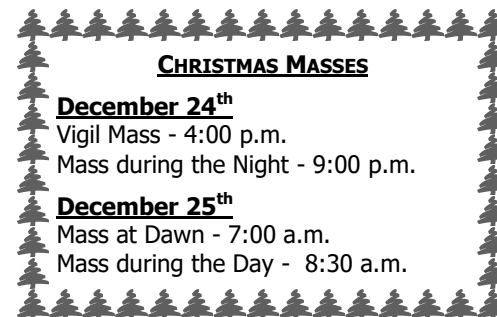 CHRISTMAS MASSES
December 24th
Vigil Mass - 4:00 p.m.
Mass during the Night - 9:00 p.m.
December 25th
Mass at Dawn - 7:00 a.m.
Mass during the Day -  8:30 a.m.